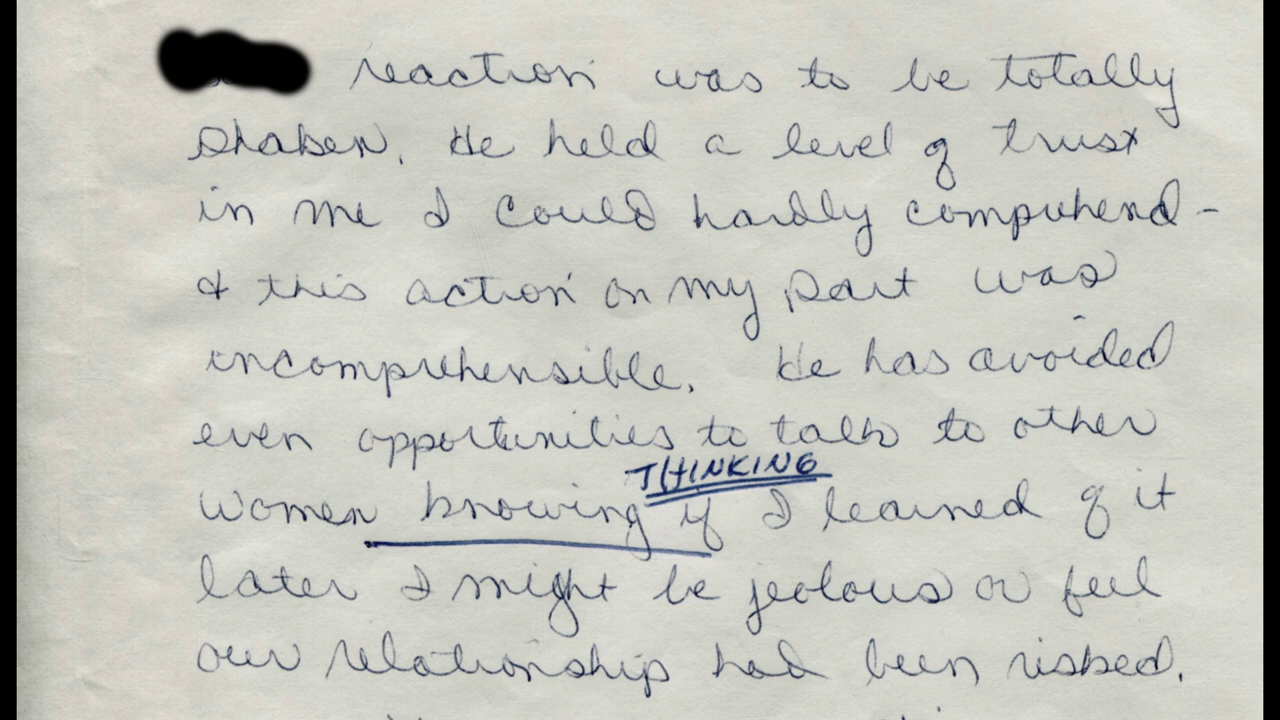 reaction was to be totally
shaken. He held a level of trust
in me I could hardly comprehend -
& this action on my part was
incomprehensible. He has avoided
even opportunities to talk to other
THINKING
women knowing if I learned of it
later I might be jealous or feel
our relationship had been risked.